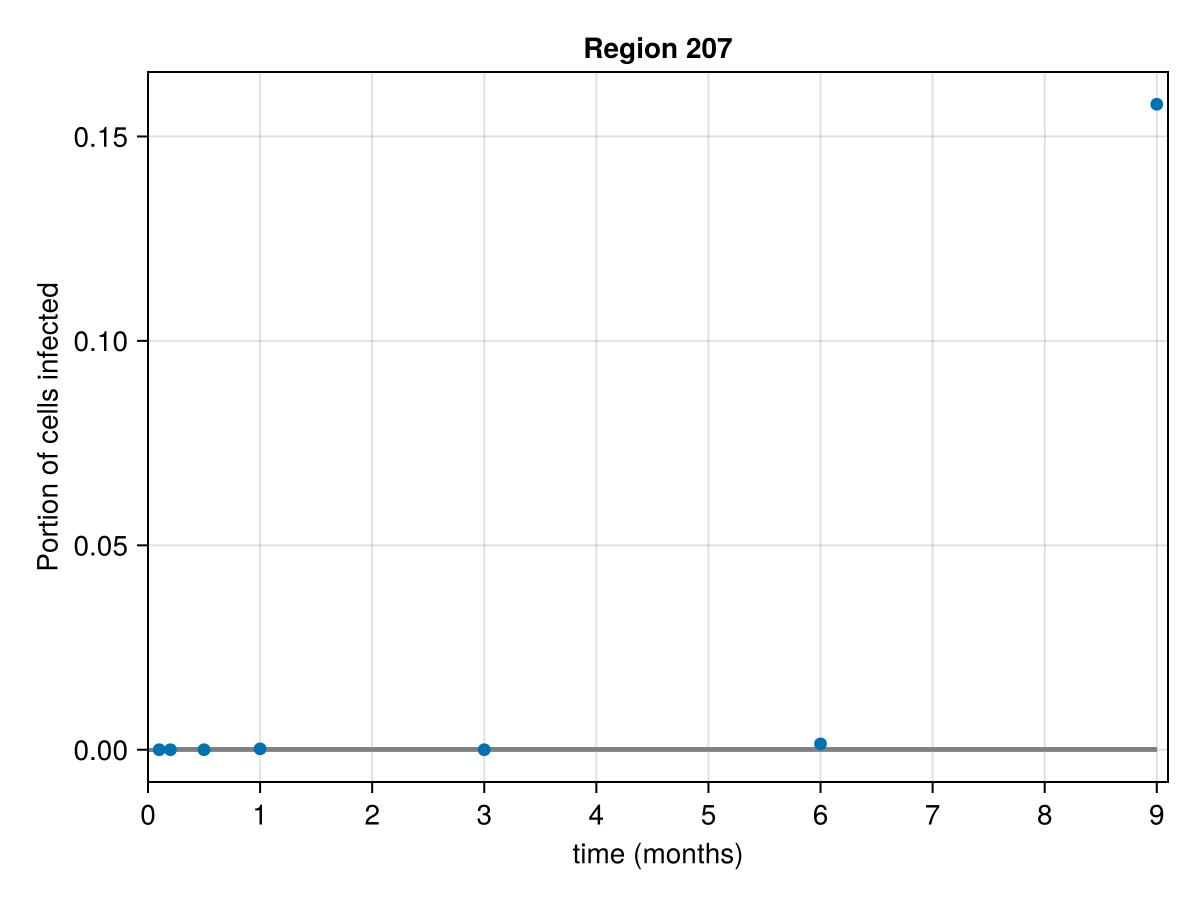 Region 207
Portion of cells infected
0.15
0.10
0.05
0.00
0 1 2 3 4 5 6 7 8 9
time (months)